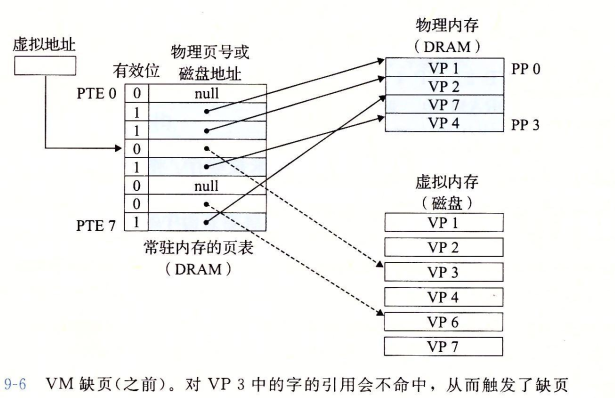 虚拟地址
有效位
物理页号或
磁盘地址
PTE 0
0
null
1
1
0
1
0
null
0
PTE 7
1
常驻内存的页表
（DRAM）
物理内存
（DRAM）
VP 1
PP 0
VP 2
VP 7
VP 4
PP 3
虚拟内存
（磁盘）
VP 1
VP 2
VP 3
VP 4
VP 6
VP 7
9-6 VM 缺页(之前)。对 VP 3 中的字的引用会不命中，从而触发了缺页